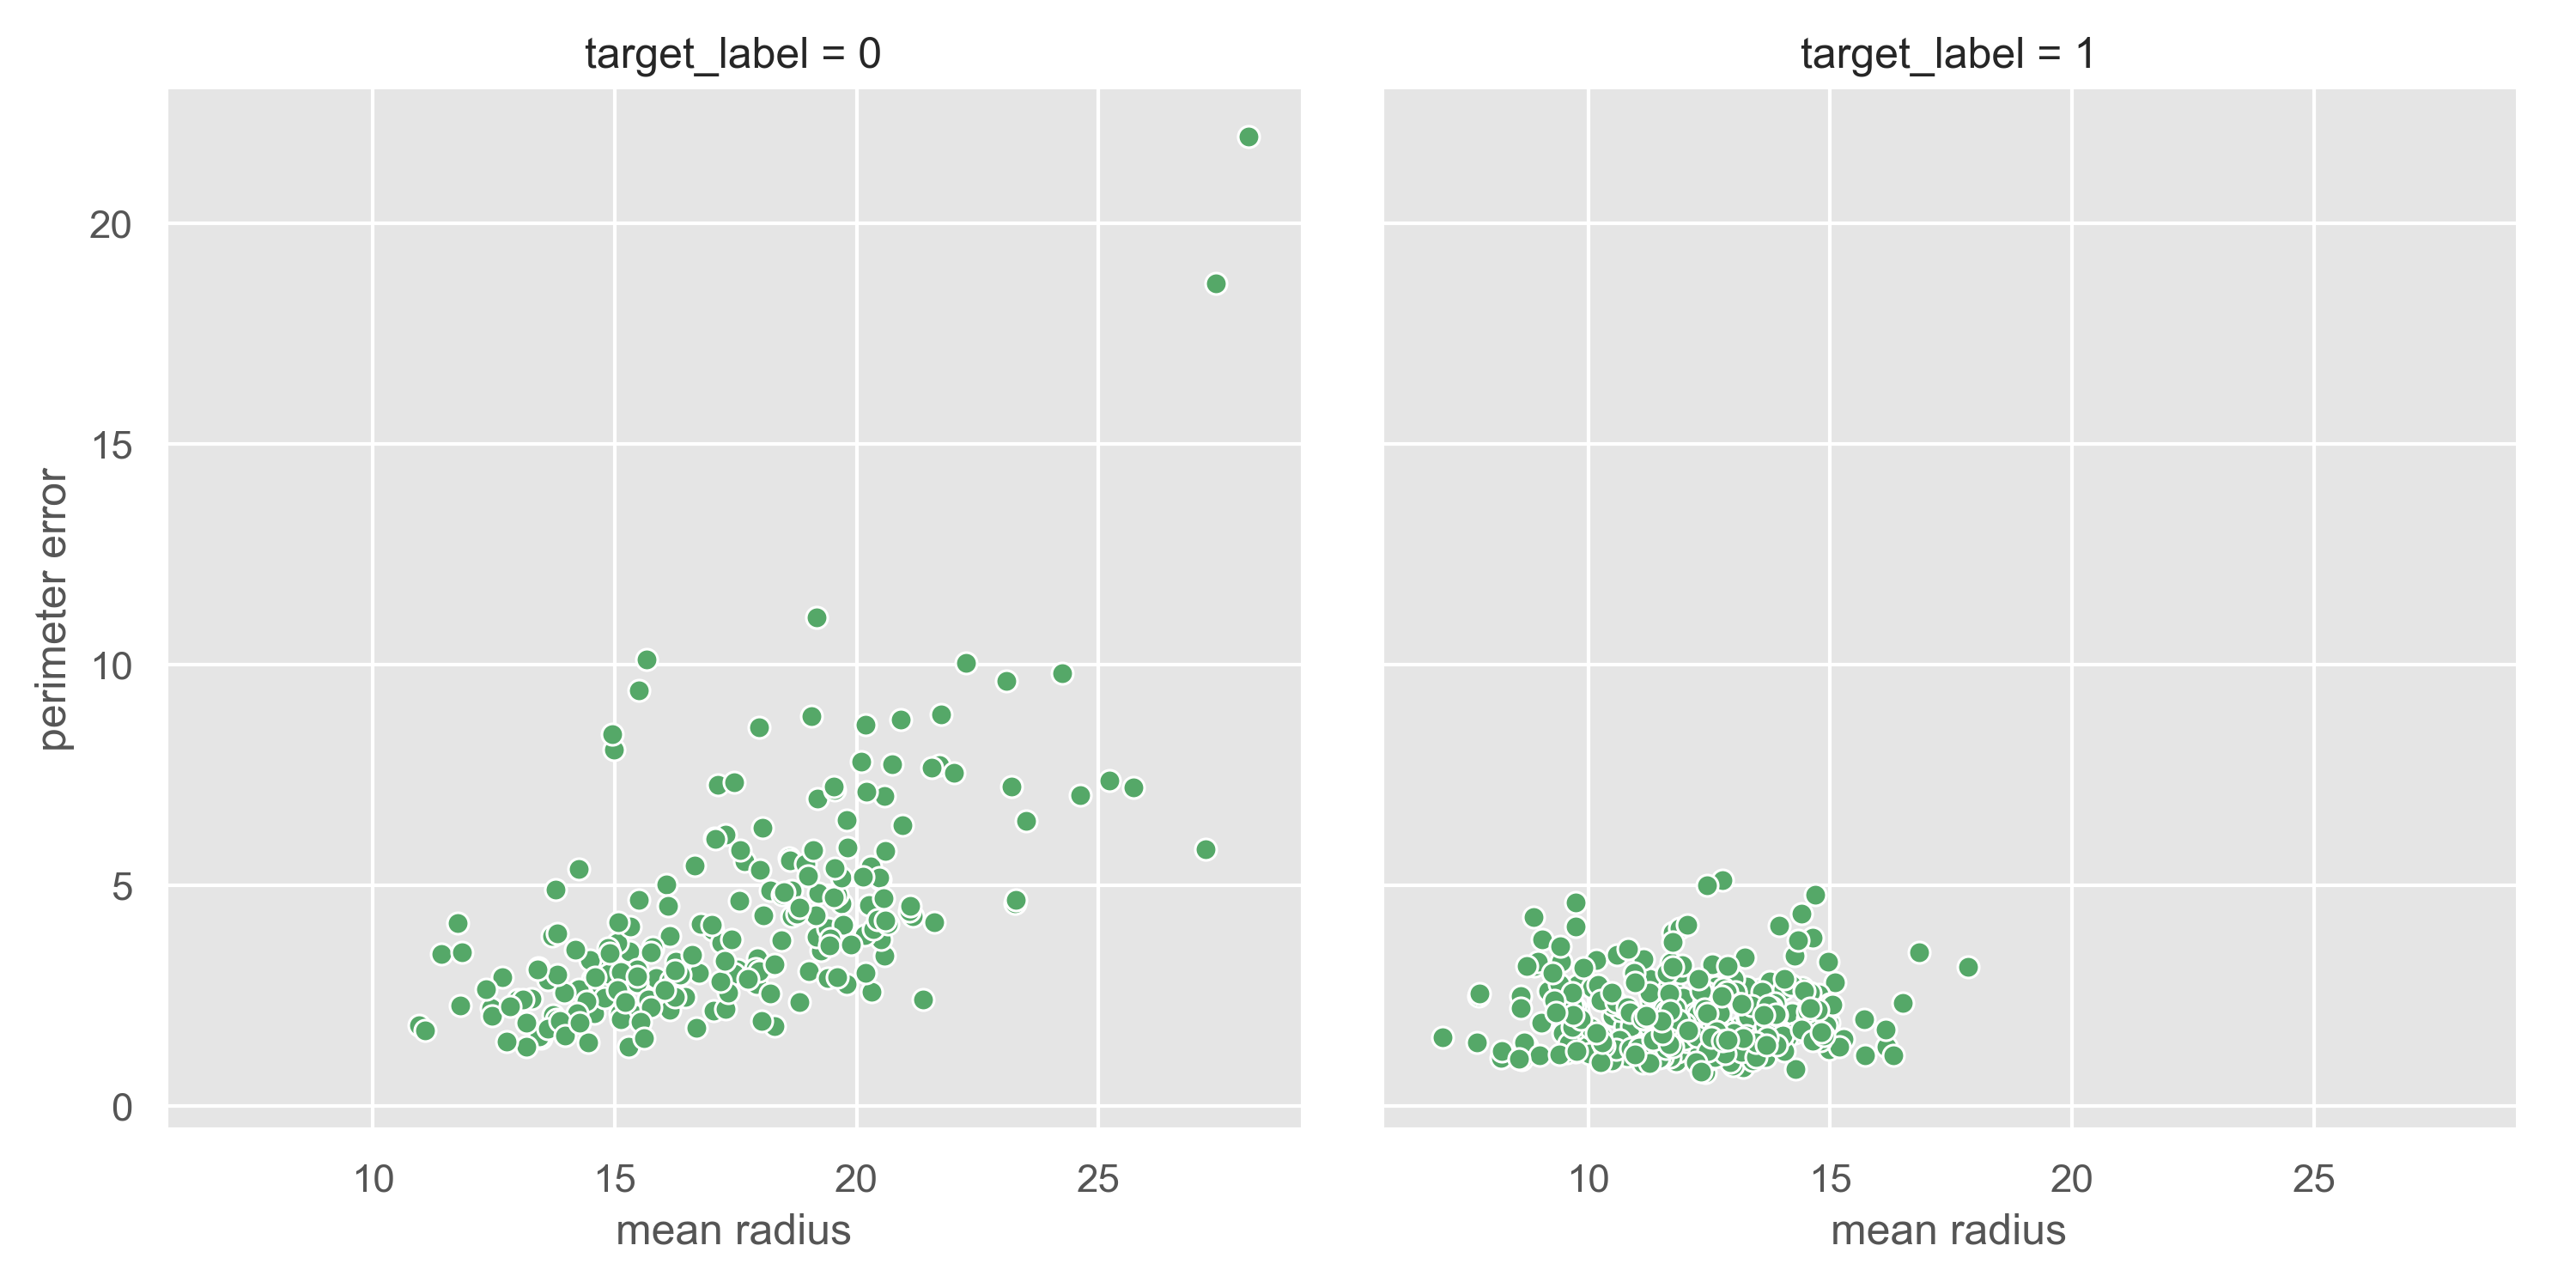 target_label = 0
target_label = 1
20
15
10
5
0
perimeter error
10 15 20 25
10 15 20 25
mean radius
mean radius